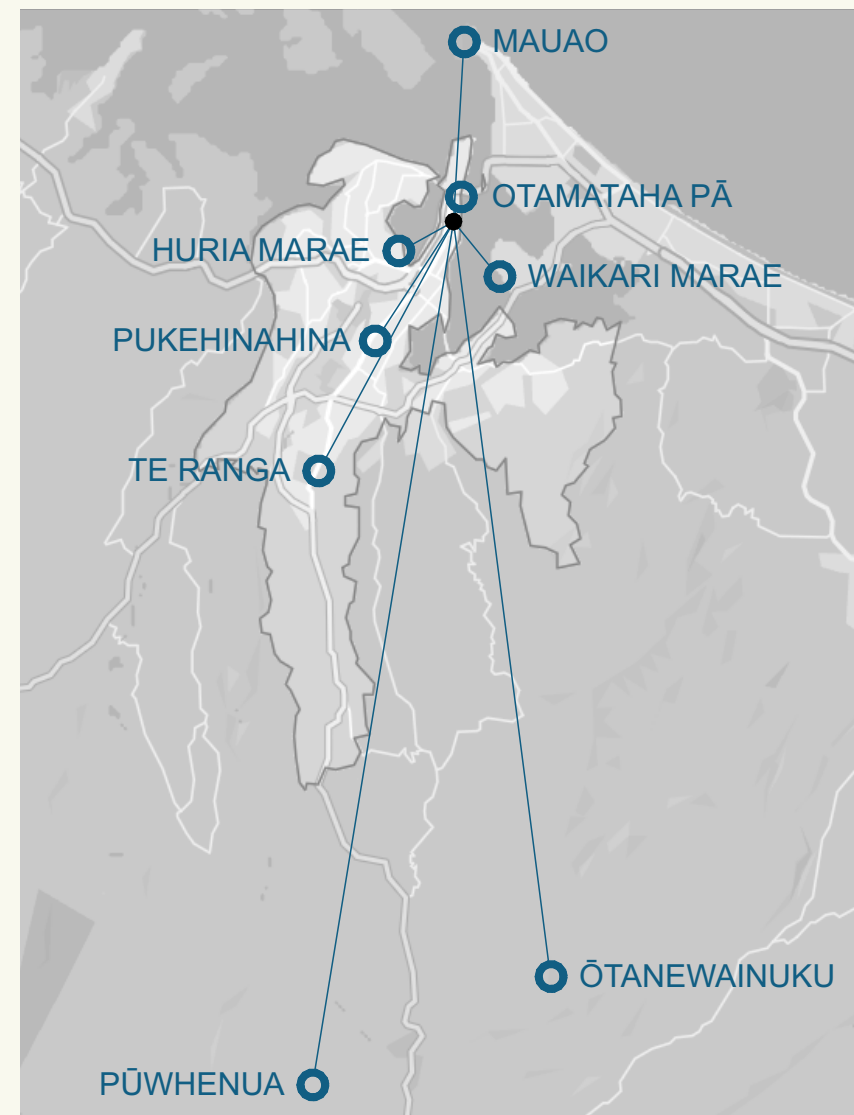 MAUAO
OTAMATAHA PĀ
HURIA MARAE
WAIKARI MARAE
PUKEHINAHINA
TE RANGA
ŌTANEWAINUKU
PŪWHENUA